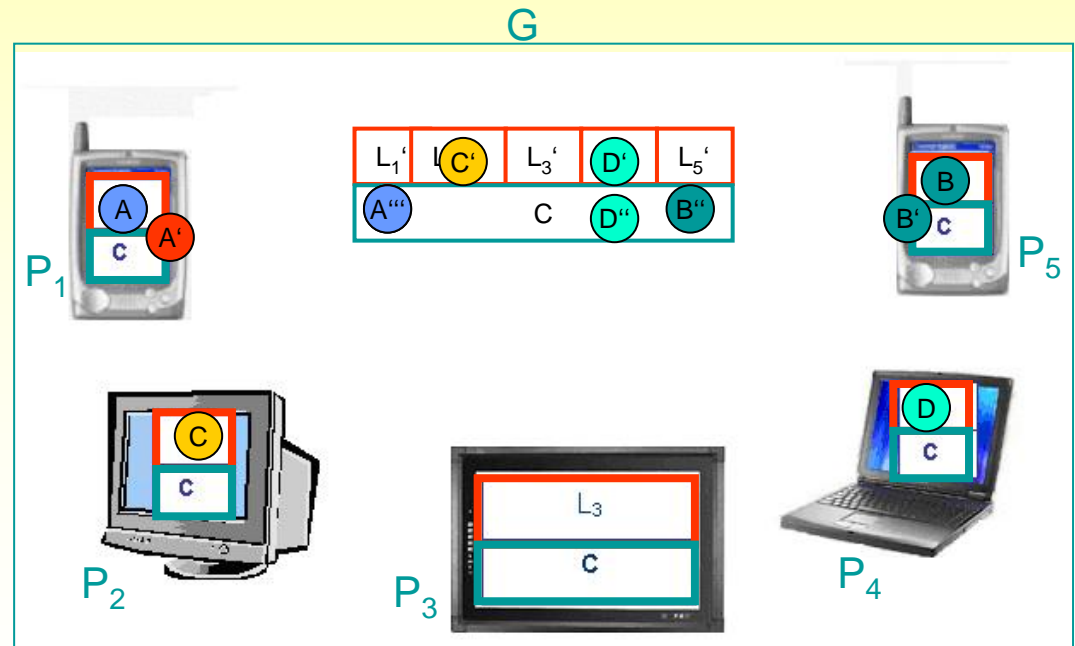 G
L₁‘ L C‘ L₃‘ D‘ L₅‘
A‘‘‘ C D‘‘ B‘‘
A
A‘
C
P₁
B
B‘
C
P₅
C
C
P₂
L₃
C
P₃
D
C
P₄